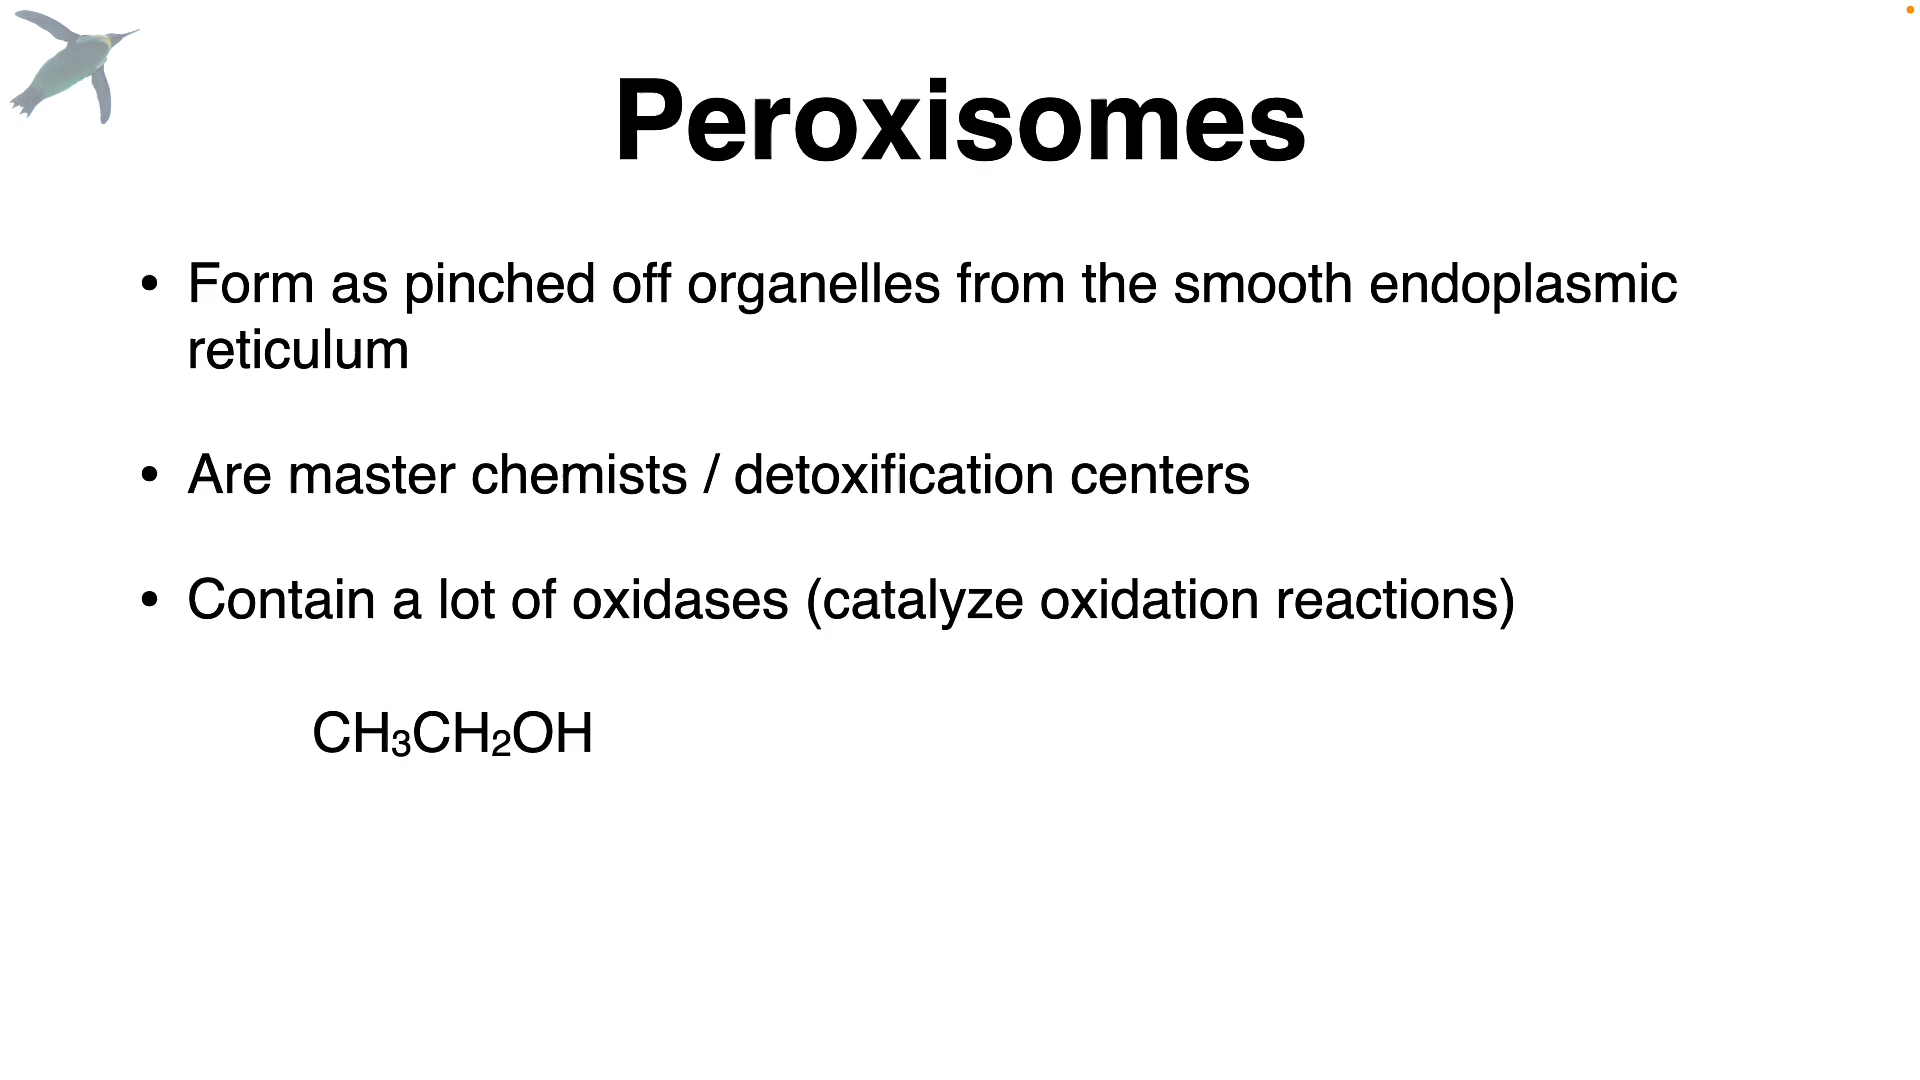 Peroxisomes
• Form as pinched off organelles from the smooth endoplasmic
reticulum
• Are master chemists / detoxification centers
• Contain a lot of oxidases (catalyze oxidation reactions)
CH₃CH₂OH